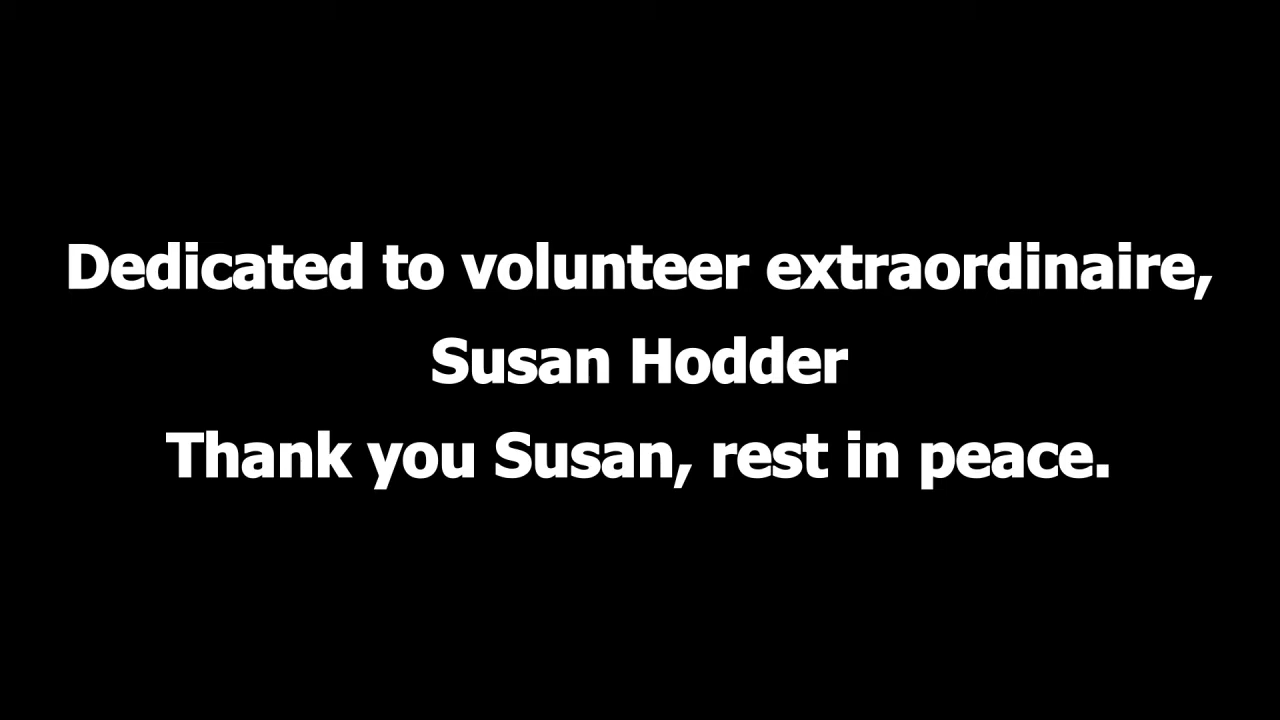 Dedicated to volunteer extraordinaire,
Susan Hodder
Thank you Susan, rest in peace.